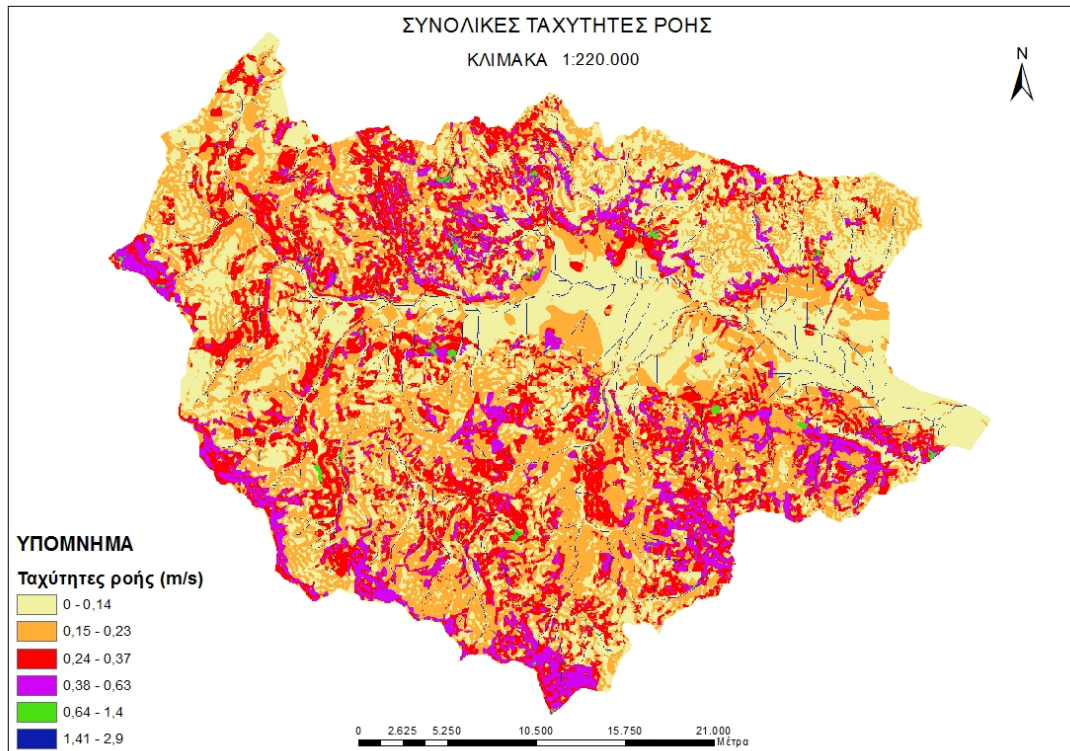 ΣΥΝΟΛΙΚΕΣ ΤΑΧΥΤΗΤΕΣ ΡΟΗΣ
ΚΛΙΜΑΚΑ 1:220.000
N
ΥΠΟΜΝΗΜΑ
Ταχύτητες ροής (m/s)
0 - 0,14
0,15 - 0,23
0,24 - 0,37
0,38 - 0,63
0,64 - 1,4
1,41 - 2,9
0 2.625 5.250 10.500 15.750 21.000
Μέτρα